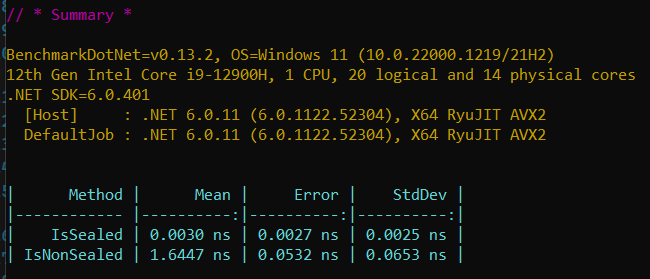 // * Summary *
BenchmarkDotNet=v0.13.2, OS=Windows 11 (10.0.22000.1219/21H2)
12th Gen Intel Core i9-12900H, 1 CPU, 20 logical and 14 physical cores
.NET SDK=6.0.401
  [Host]     : .NET 6.0.11 (6.0.1122.52304), X64 RyuJIT AVX2
  DefaultJob : .NET 6.0.11 (6.0.1122.52304), X64 RyuJIT AVX2
|      Method |      Mean |     Error |    StdDev |
|------------ |----------:|----------:|----------:|
|    IsSealed | 0.0030 ns | 0.0027 ns | 0.0025 ns |
| IsNonSealed | 1.6447 ns | 0.0532 ns | 0.0653 ns |